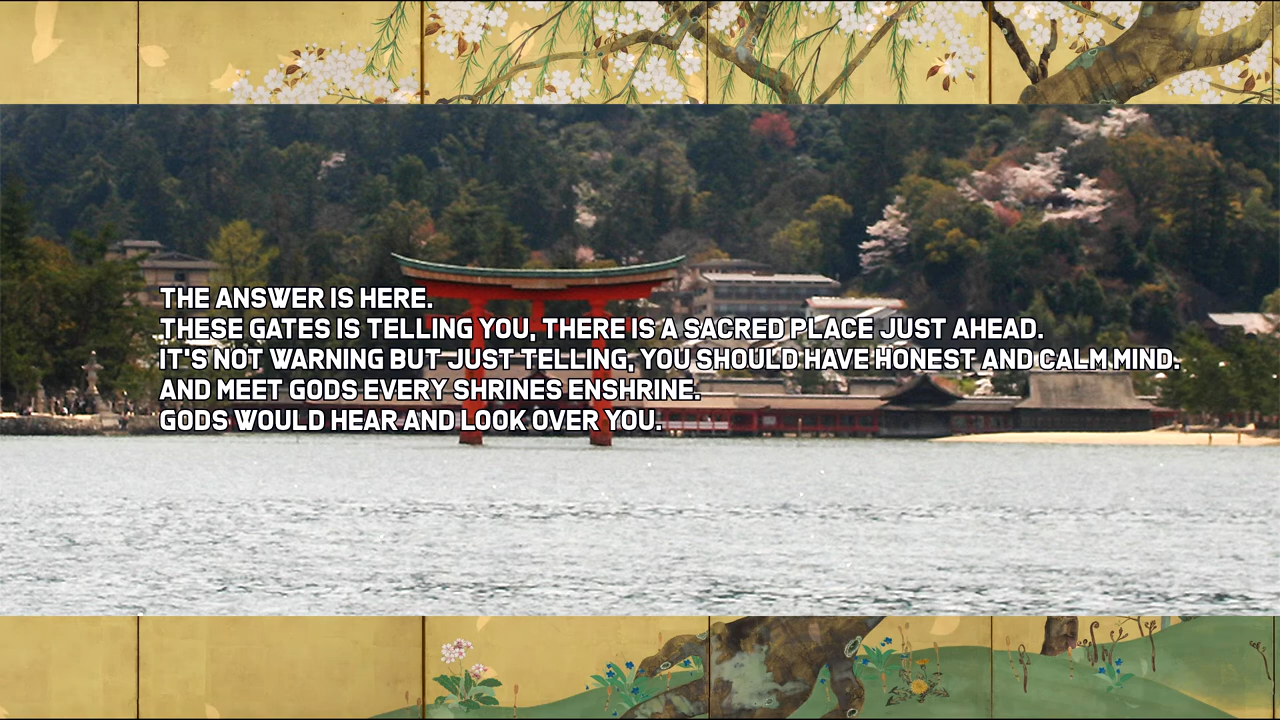 THE ANSWER IS HERE.
THESE GATES IS TELLING YOU, THERE IS A SACRED PLACE JUST AHEAD.
IT'S NOT WARNING BUT JUST TELLING, YOU SHOULD HAVE HONEST AND CALM MIND.
AND MEET GODS EVERY SHRINES ENSHRINE.
GODS WOULD HEAR AND LOOK OVER YOU.